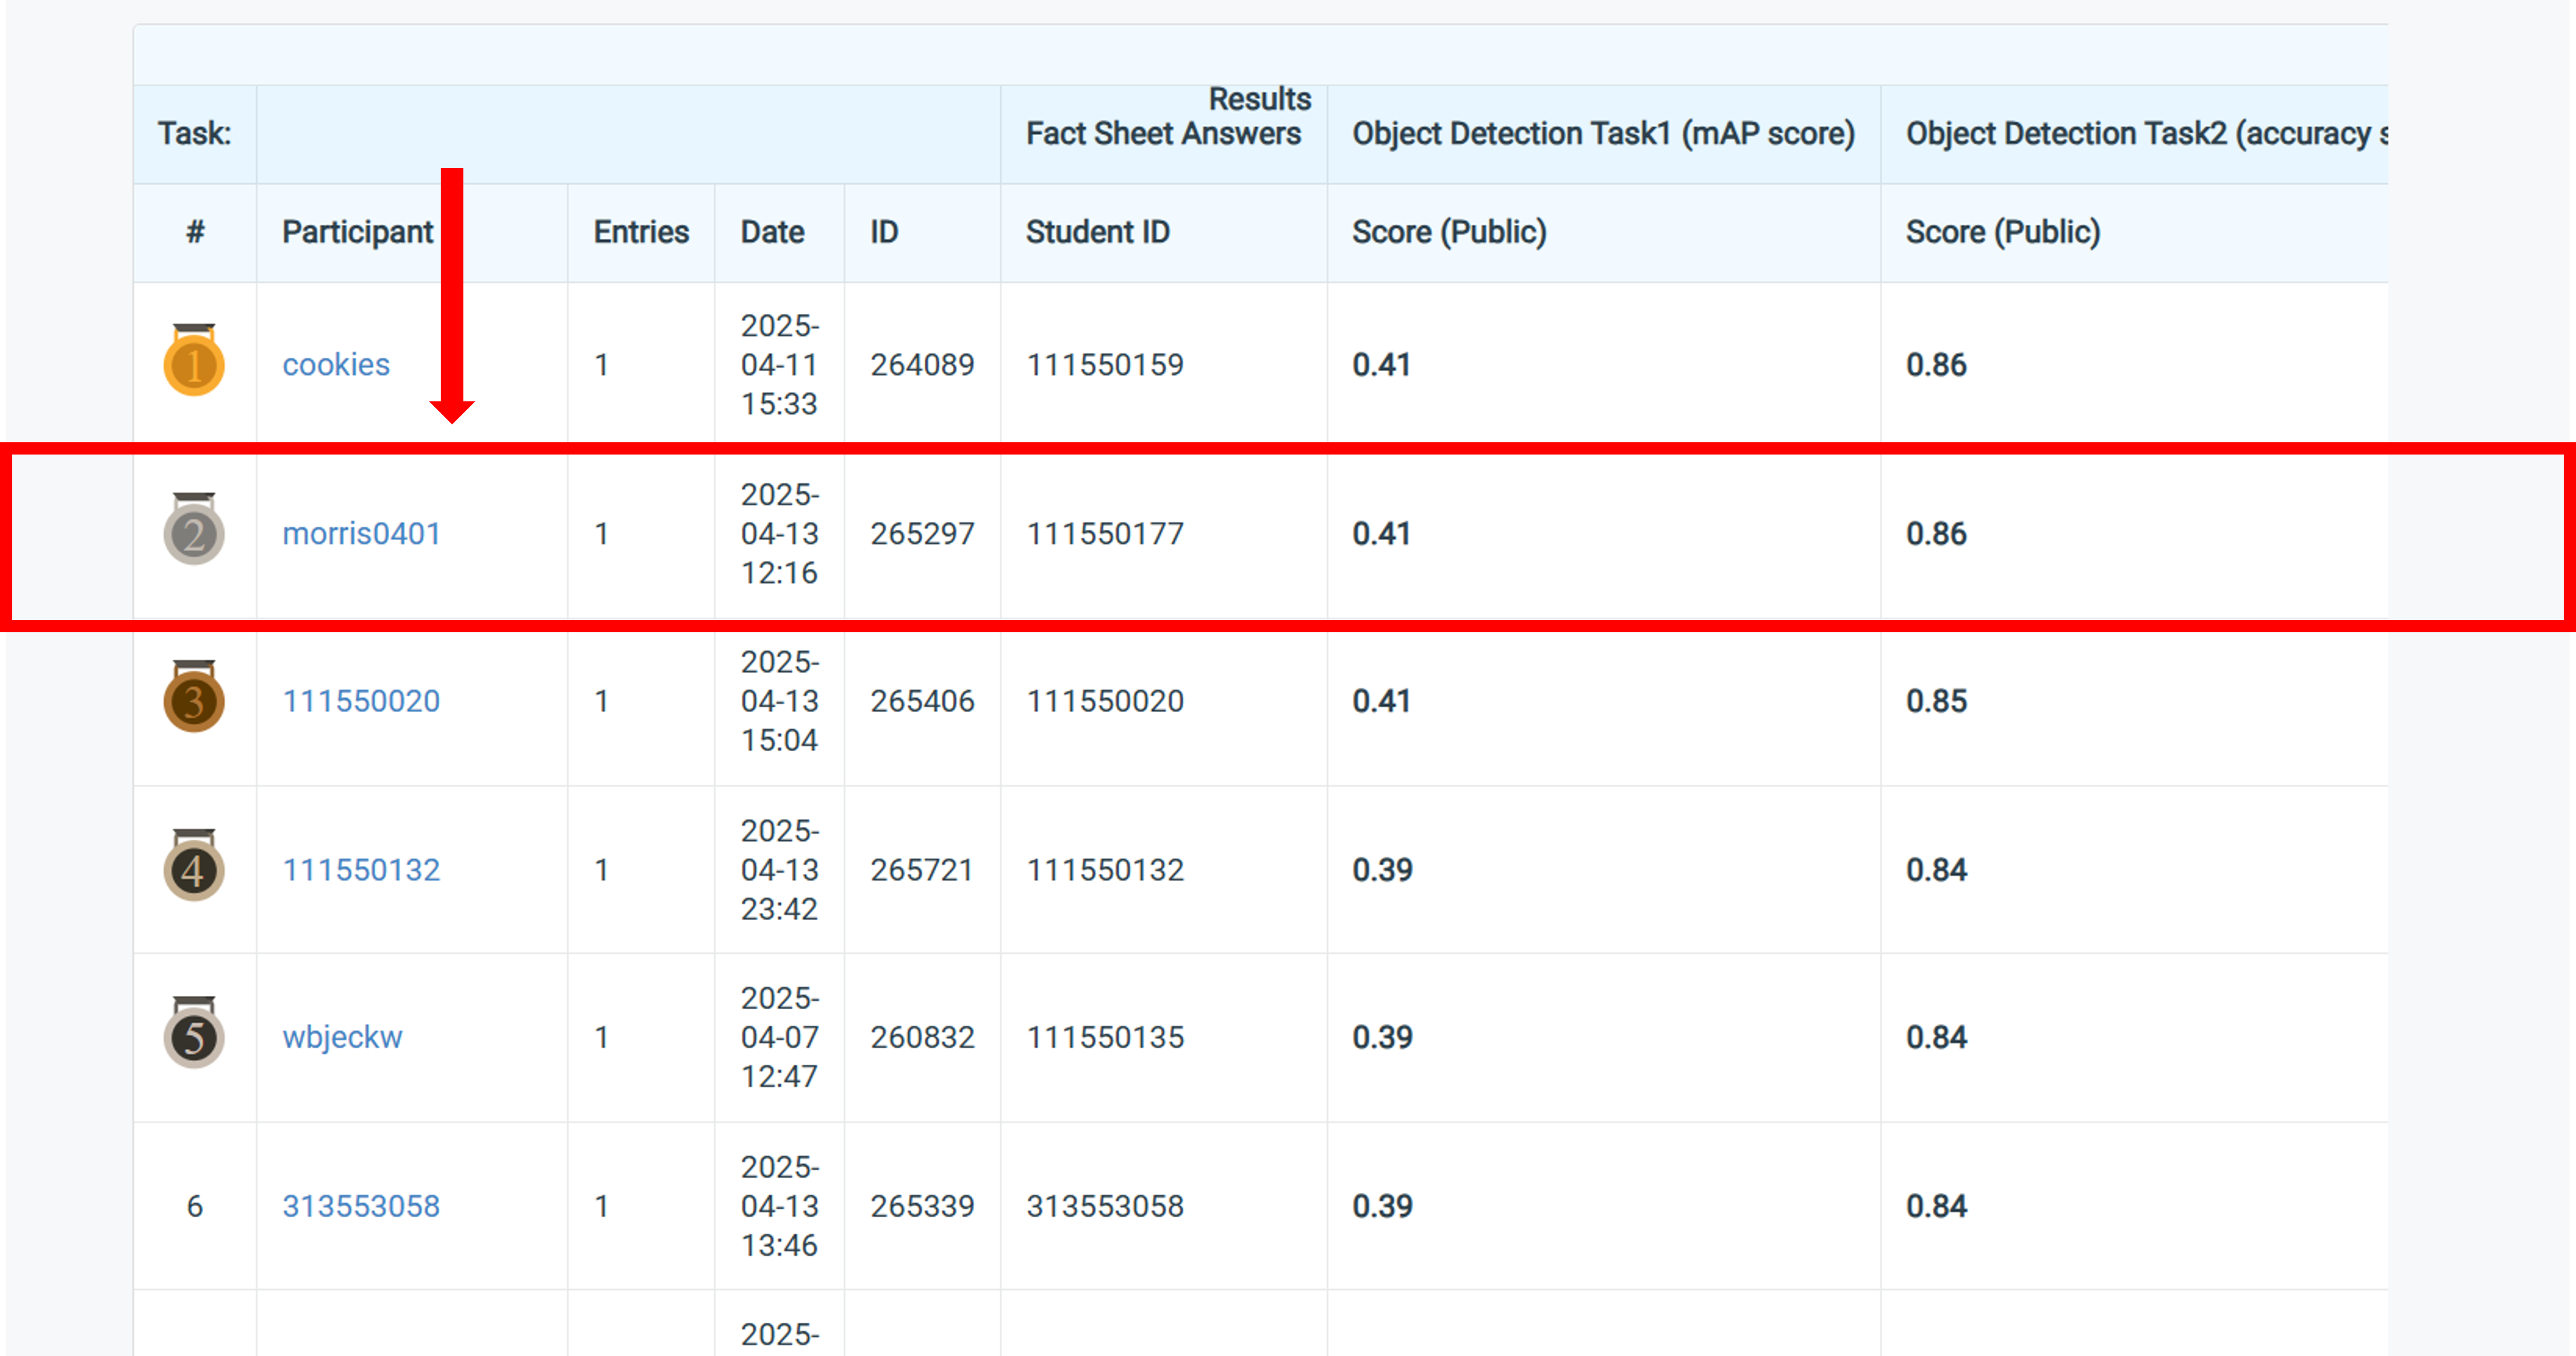 Results
Task: Fact Sheet Answers Object Detection Task1 (mAP score) Object Detection Task2 (accuracy s
# Participant Entries Date ID Student ID Score (Public) Score (Public)
1 cookies 1 2025-04-11 15:33 264089 111550159 0.41 0.86
2 morris0401 1 2025-04-13 12:16 265297 111550177 0.41 0.86
3 111550020 1 2025-04-13 15:04 265406 111550020 0.41 0.85
4 111550132 1 2025-04-13 23:42 265721 111550132 0.39 0.84
5 wbjeckw 1 2025-04-07 12:47 260832 111550135 0.39 0.84
6 313553058 1 2025-04-13 13:46 265339 313553058 0.39 0.84
2025-